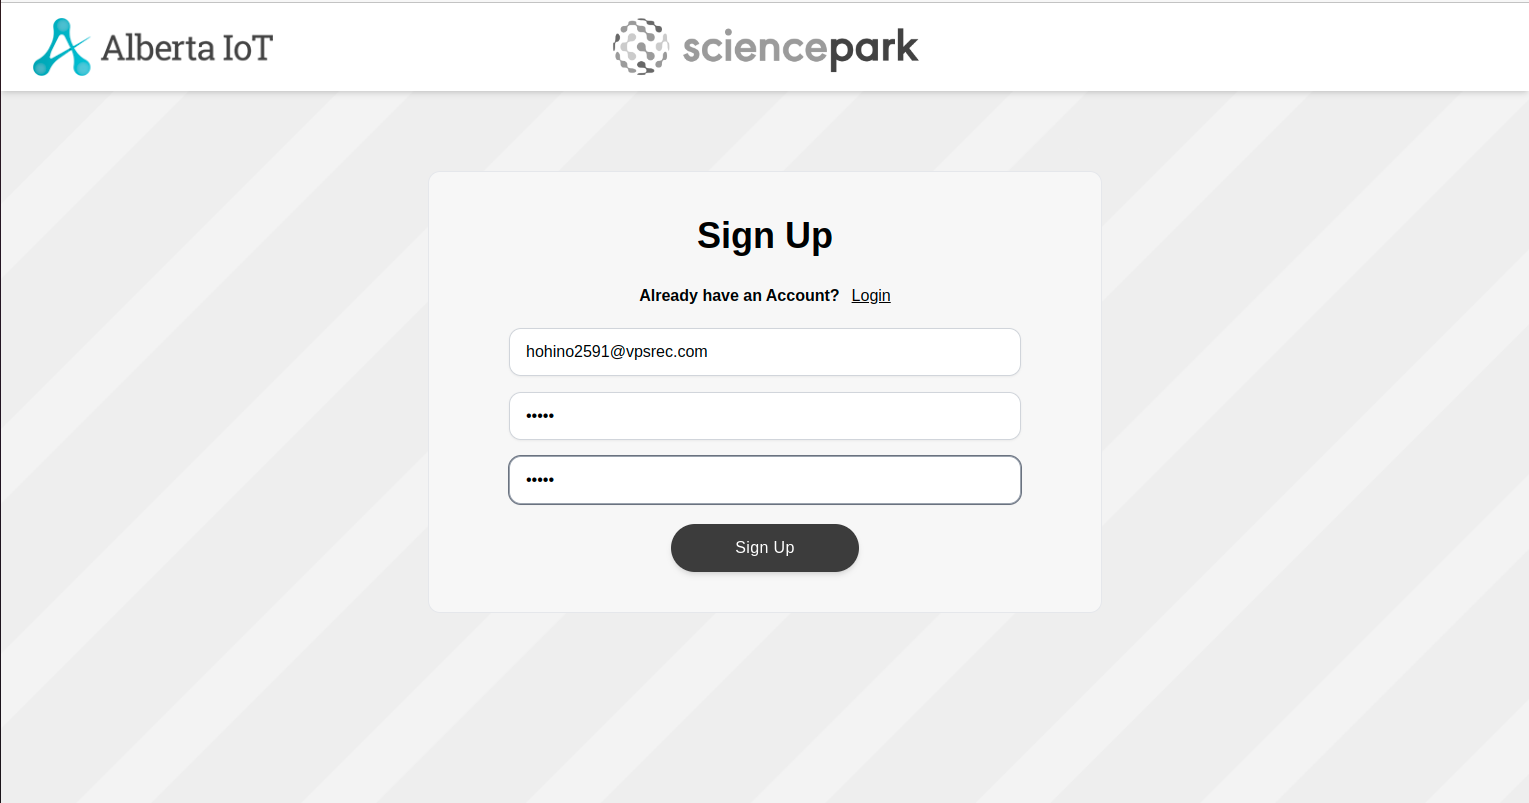 Alberta IoT
sciencepark
Sign Up
Already have an Account? Login
hohino2591@vpsrec.com
•••••
•••••
Sign Up